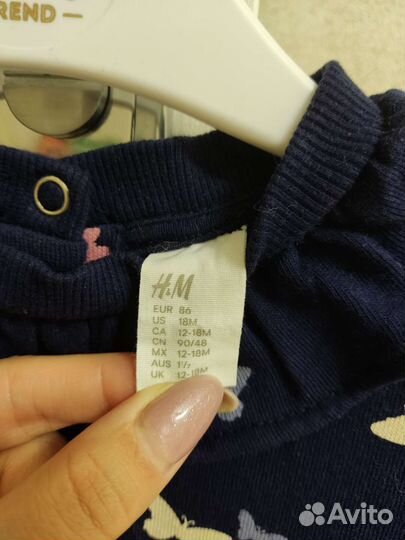 REND —
H&M
EUR 86
US 18M
CA 12-18M
CN 90/48
MX 12-18M
AUS 1½
UK 12-18M
Avito